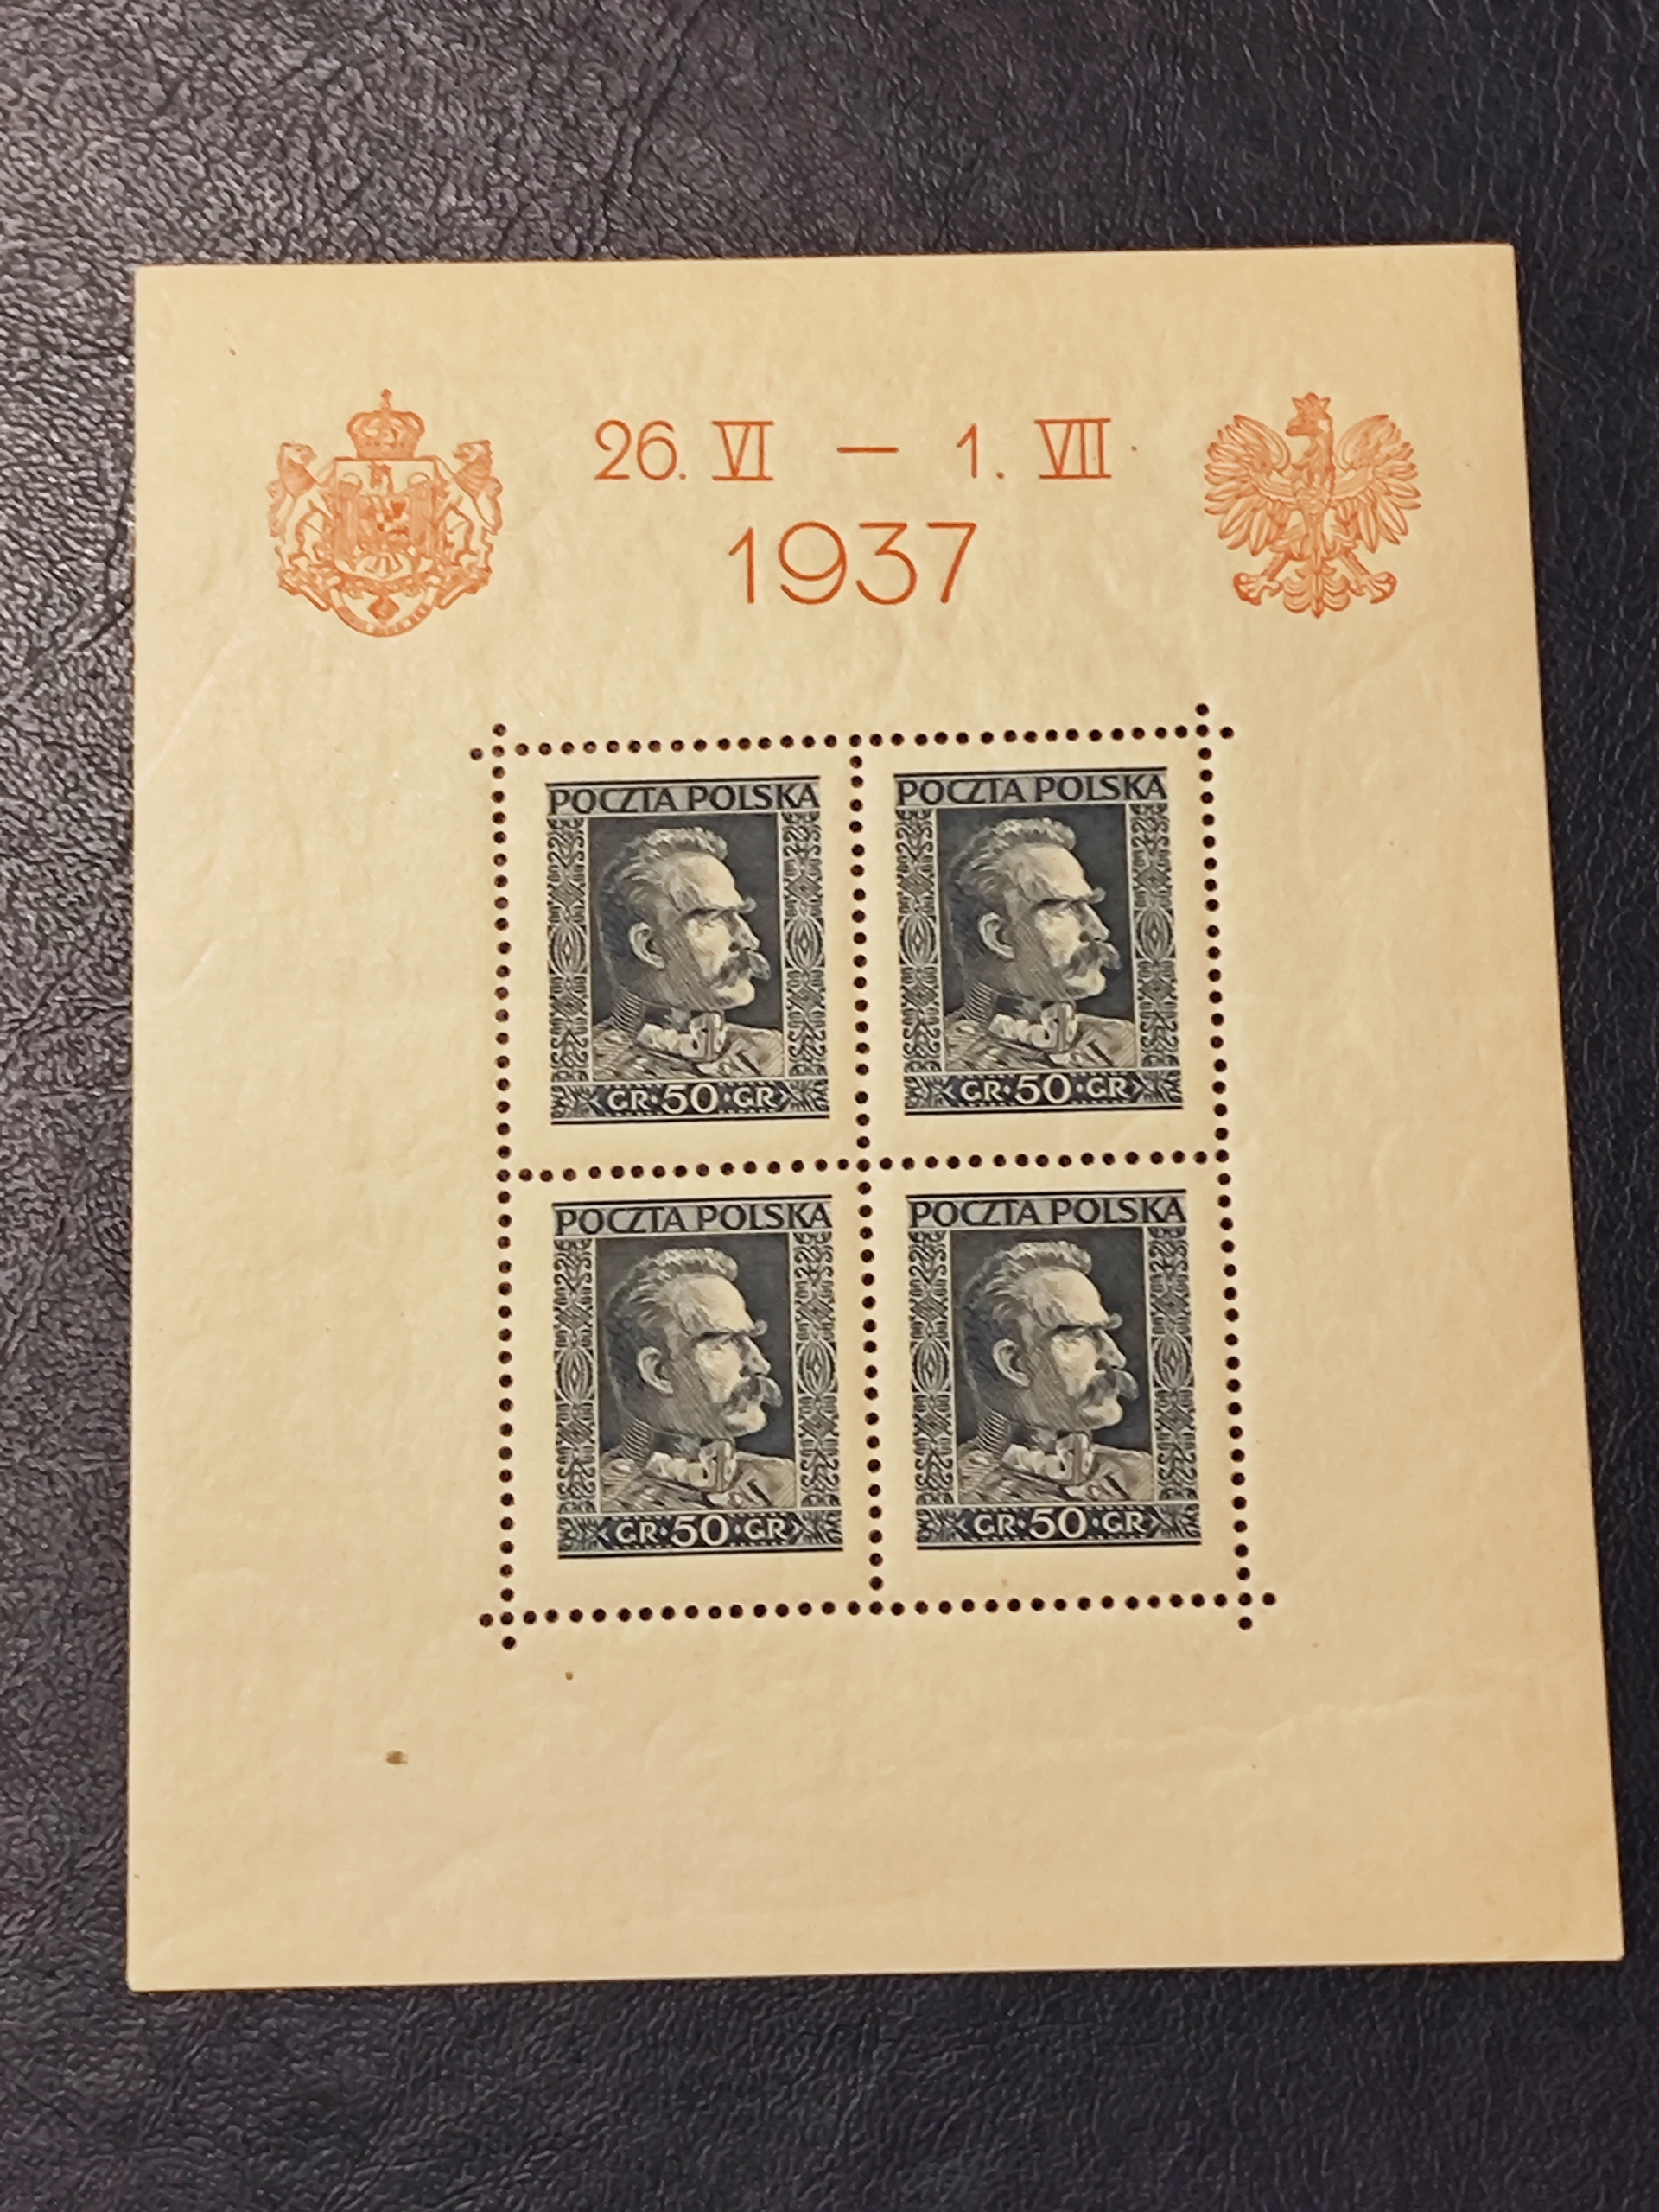 26. VI – 1. VII
1937
POCZTA POLSKA
GR·50·GR
POCZTA POLSKA
GR·50·GR
POCZTA POLSKA
GR·50·GR
POCZTA POLSKA
GR·50·GR